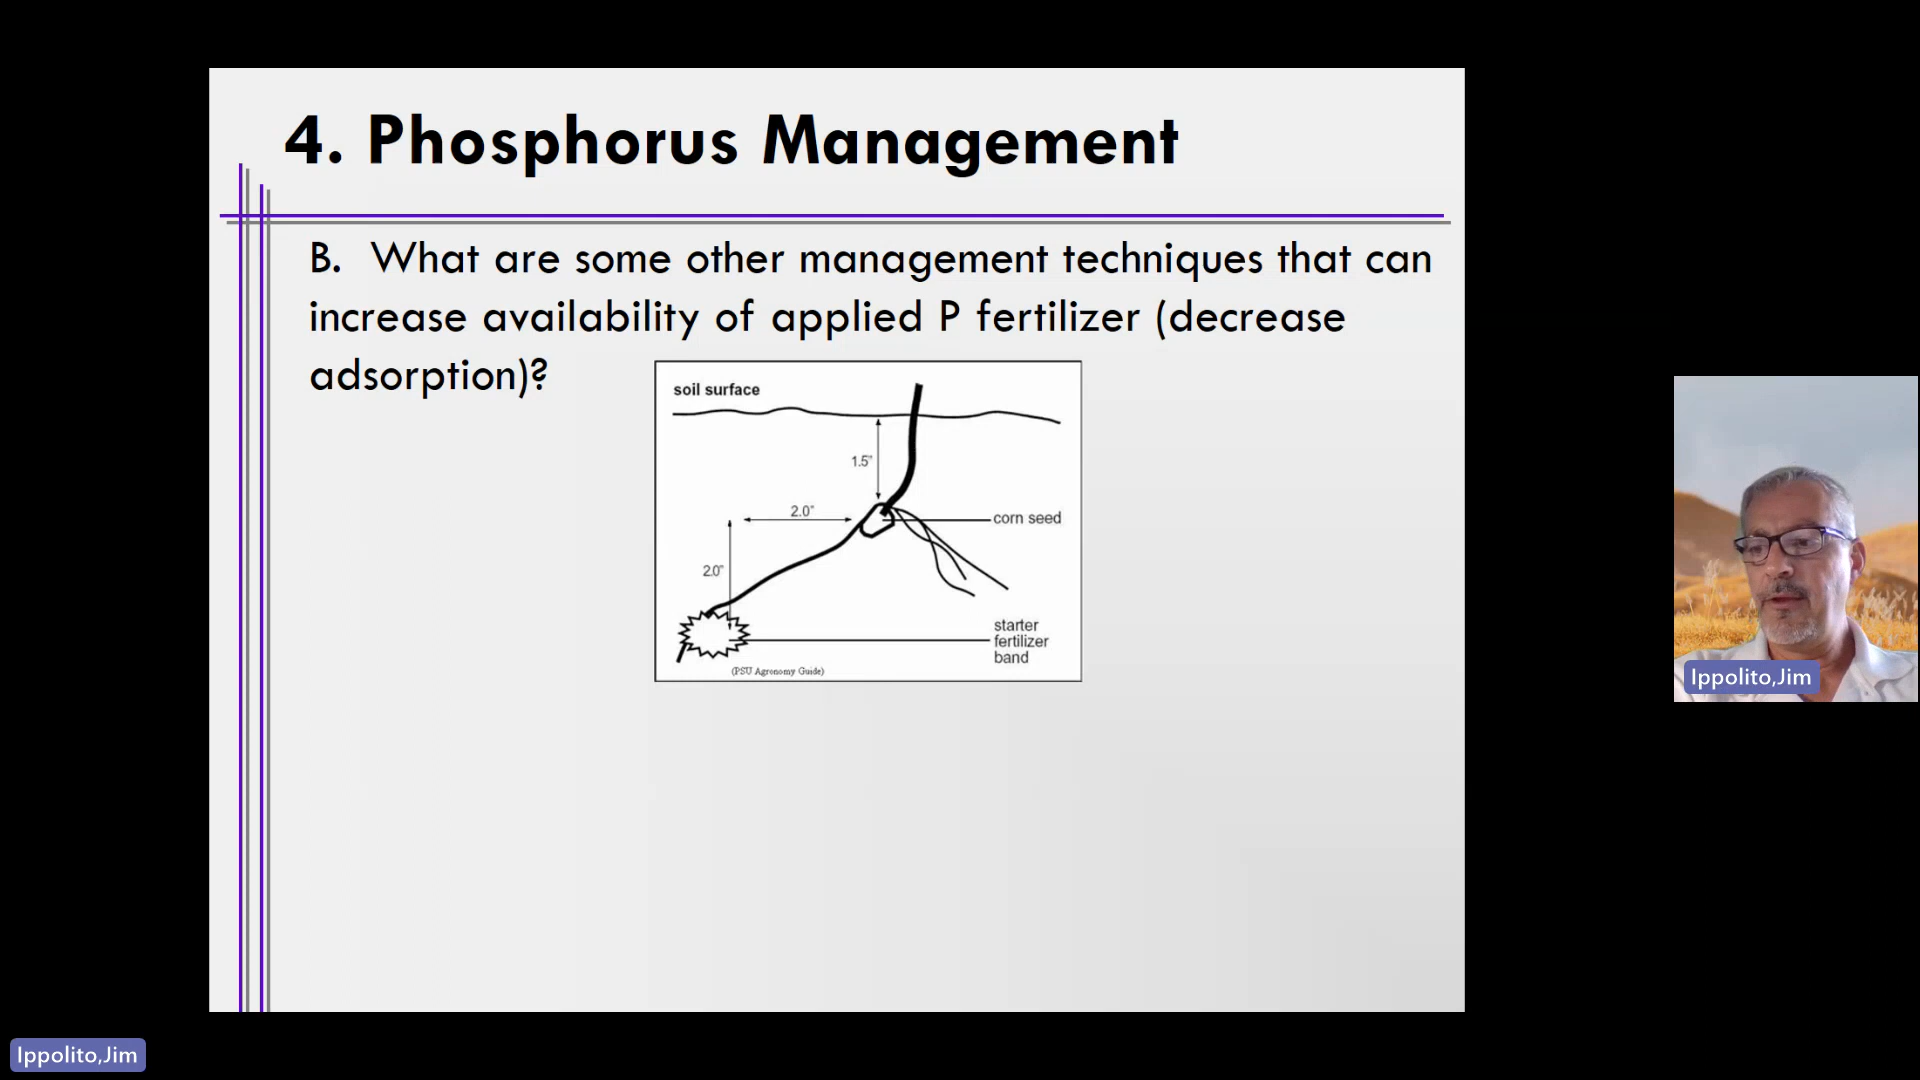 4. Phosphorus Management
B. What are some other management techniques that can
increase availability of applied P fertilizer (decrease
adsorption)?
soil surface
1.5"
2.0"
corn seed
2.0"
starter
fertilizer
band
(PSU Agronomy Guide)
Ippolito,Jim
Ippolito,Jim